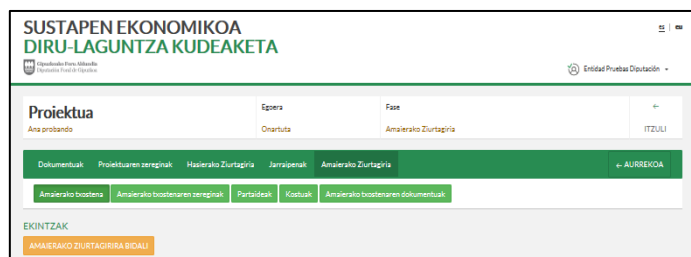 SUSTAPEN EKONOMIKOA
DIRU-LAGUNTZA KUDEAKETA
es | eu
Gipuzkoako Foru Aldundia
Diputación Foral de Gipuzkoa
Entidad Pruebas Diputación
Proiektua
Ana probando
Egoera
Onartuta
Fase
Amaierako Ziurtagiria
←
ITZULI
Dokumentuak Proiektuaren zereginak Hasierako Ziurtagiria Jarraipenak Amaierako Ziurtagiria ← AURREKOA
Amaierako txostena Amaierako txostenaren zereginak Partaideak Kostuak Amaierako txostenaren dokumentuak
EKINTZAK
AMAIERAKO ZIURTAGIRIRA BIDALI